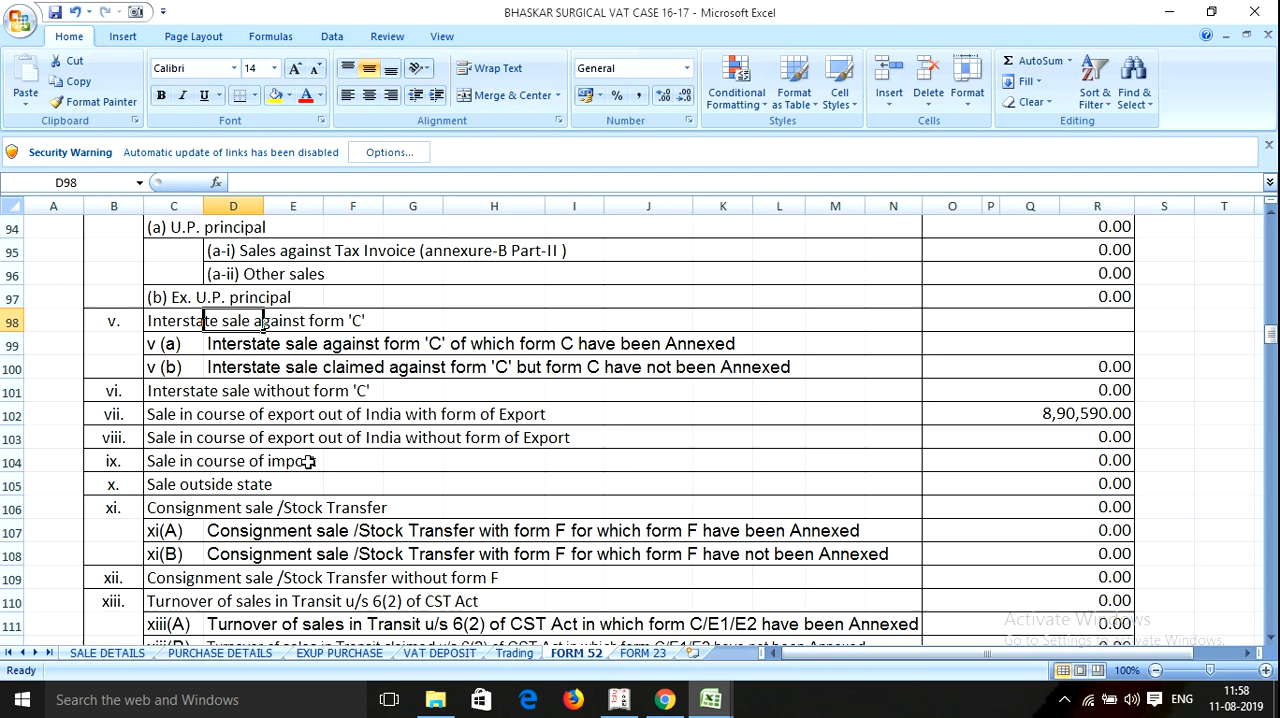 BHASKAR SURGICAL VAT CASE 16-17 - Microsoft Excel
Home Insert Page Layout Formulas Data Review View
Cut
Copy
Format Painter
Paste
Clipboard
Calibri 14
B I U
Font
Wrap Text
Merge & Center
Alignment
General
Number
Conditional Formatting
Format as Table
Cell Styles
Styles
Insert Delete Format
Cells
AutoSum
Fill
Clear
Sort & Filter
Find & Select
Editing
Security Warning Automatic update of links has been disabled Options...
D98 fx
A B C D E F G H I J K L M N O P Q R S T
94 (a) U.P. principal 0.00
95 (a-i) Sales against Tax Invoice (annexure-B Part-II ) 0.00
96 (a-ii) Other sales 0.00
97 (b) Ex. U.P. principal 0.00
98 v. Interstate sale against form 'C'
99 v (a) Interstate sale against form 'C' of which form C have been Annexed
100 v (b) Interstate sale claimed against form 'C' but form C have not been Annexed 0.00
101 vi. Interstate sale without form 'C' 0.00
102 vii. Sale in course of export out of India with form of Export 8,90,590.00
103 viii. Sale in course of export out of India without form of Export 0.00
104 ix. Sale in course of import 0.00
105 x. Sale outside state 0.00
106 xi. Consignment sale /Stock Transfer 0.00
107 xi(A) Consignment sale /Stock Transfer with form F for which form F have been Annexed 0.00
108 xi(B) Consignment sale /Stock Transfer with form F for which form F have not been Annexed 0.00
109 xii. Consignment sale /Stock Transfer without form F 0.00
110 xiii. Turnover of sales in Transit u/s 6(2) of CST Act 0.00
111 xiii(A) Turnover of sales in Transit u/s 6(2) of CST Act in which form C/E1/E2 have been Annexed 0.00
Activate Windows
Go to Settings to activate Windows.
SALE DETAILS PURCHASE DETAILS EXUP PURCHASE VAT DEPOSIT Trading FORM 52 FORM 23
Ready 100%
Search the web and Windows ENG 11:58
11-08-2019